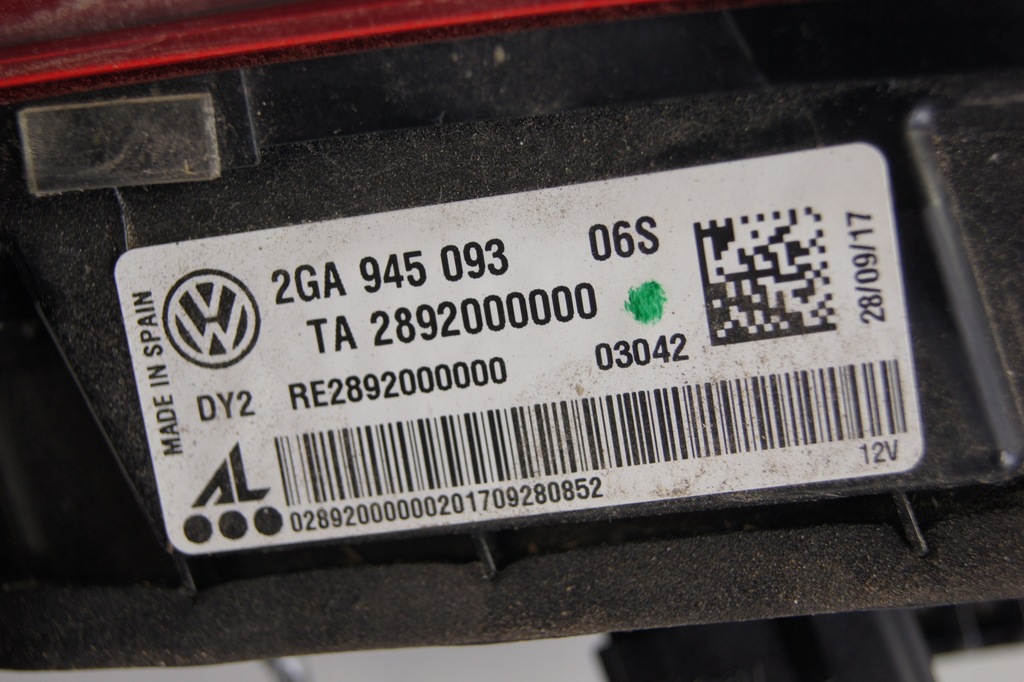 MADE IN SPAIN
2GA 945 093 06S
TA 2892000000
DY2 RE2892000000 03042
28/09/17
AL
12V
02892000000201709280852